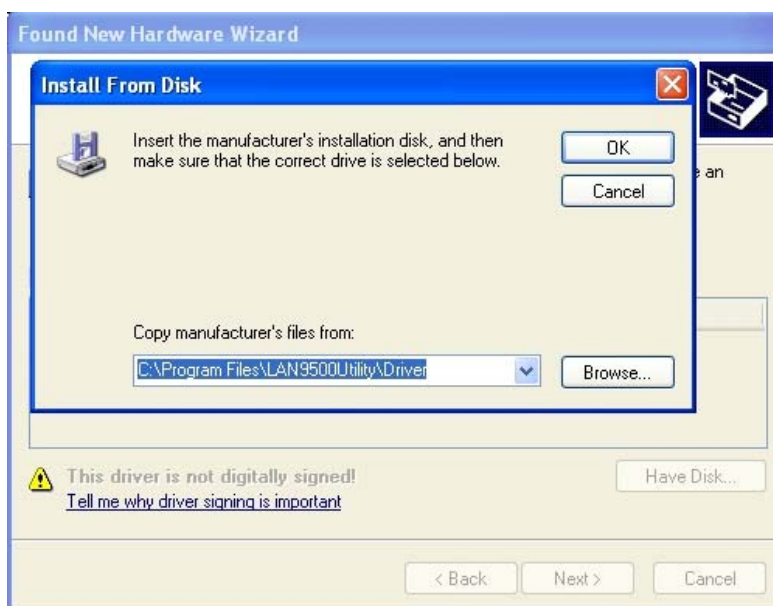 Found New Hardware Wizard
Install From Disk
Insert the manufacturer's installation disk, and then
make sure that the correct drive is selected below.
OK
Cancel
e an
Copy manufacturer's files from:
C:\Program Files\LAN9500Utility\Driver
Browse...
This driver is not digitally signed!
Tell me why driver signing is important
Have Disk...
< Back
Next >
Cancel